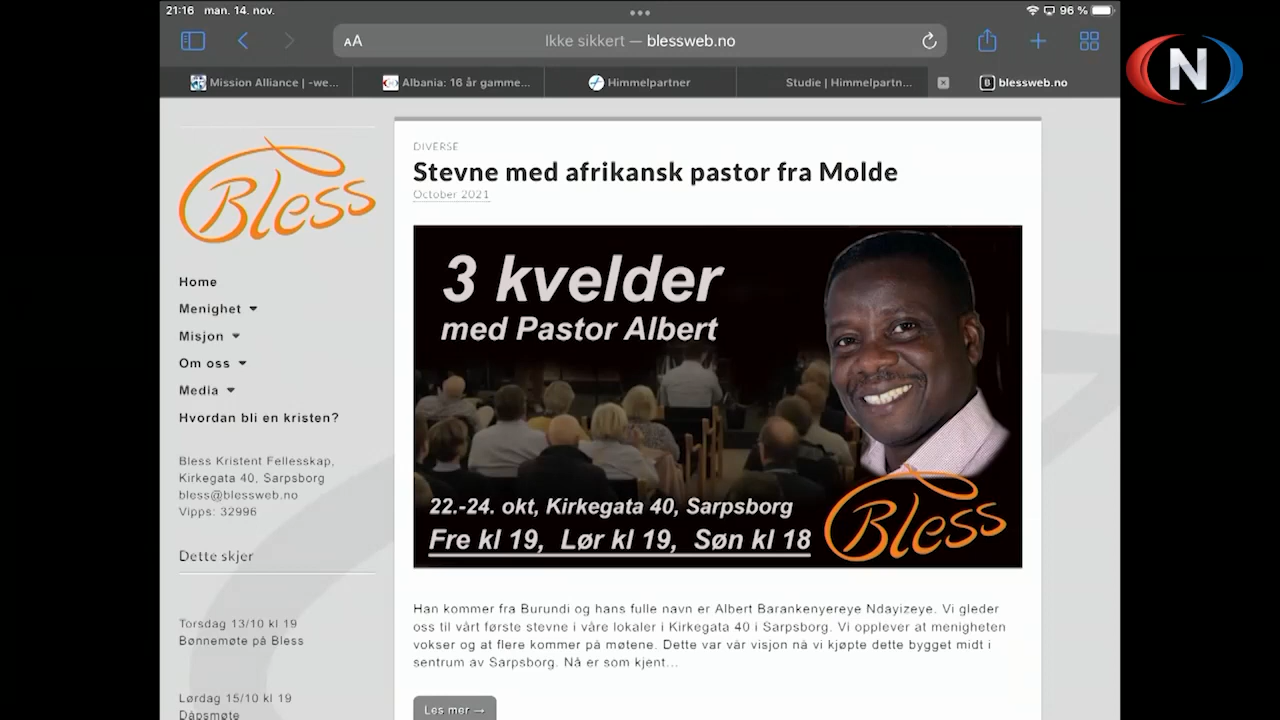 21:16 man. 14. nov.
96 %
AA
Ikke sikkert — blessweb.no
Mission Alliance | -we...
Albania: 16 år gamme...
Himmelpartner
Studie | Himmelpartn...
B blessweb.no
N
Bless
Home
Menighet
Misjon
Om oss
Media
Hvordan bli en kristen?
Bless Kristent Fellesskap,
Kirkegata 40, Sarpsborg
bless@blessweb.no
Vipps: 32996
Dette skjer
Torsdag 13/10 kl 19
Bønnemøte på Bless
Lørdag 15/10 kl 19
Dåpsmøte
DIVERSE
Stevne med afrikansk pastor fra Molde
October 2021
3 kvelder
med Pastor Albert
22.-24. okt, Kirkegata 40, Sarpsborg
Fre kl 19, Lør kl 19, Søn kl 18
Bless
Han kommer fra Burundi og hans fulle navn er Albert Barankenyereye Ndayizeye. Vi gleder
oss til vårt første stevne i våre lokaler i Kirkegata 40 i Sarpsborg. Vi opplever at menigheten
vokser og at flere kommer på møtene. Dette var vår visjon nå vi kjøpte dette bygget midt i
sentrum av Sarpsborg. Nå er som kjent...
Les mer →